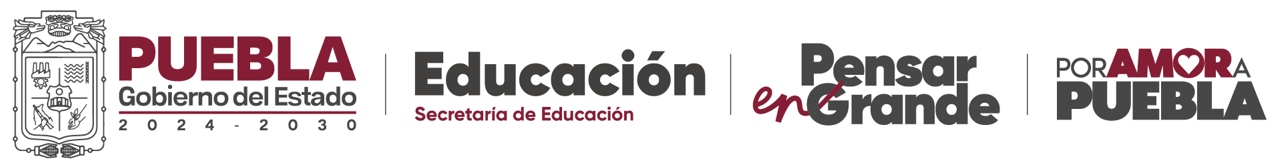 PUEBLA
Gobierno del Estado
2024 - 2030
Educación
Secretaría de Educación
Pensar
en Grande
POR AMOR A
PUEBLA